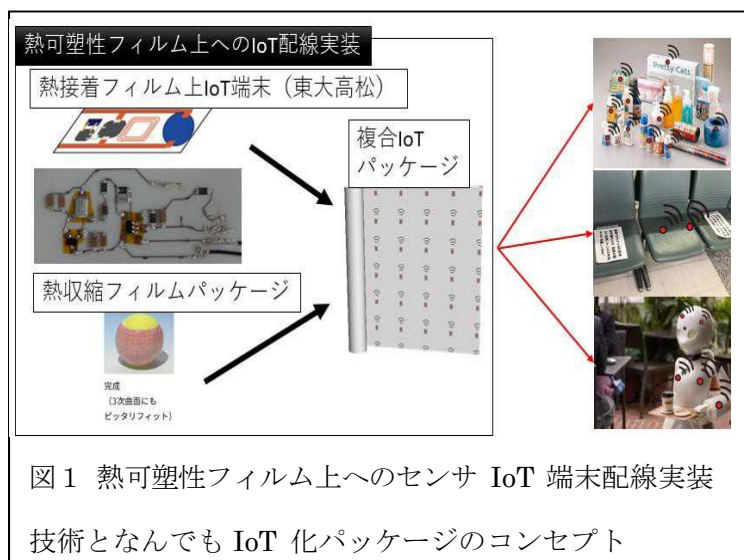 熱可塑性フィルム上へのIoT配線実装
熱接着フィルム上IoT端末（東大高松）
複合IoT
パッケージ
熱収縮フィルムパッケージ
完成
（3次曲面にも
ピッタリフィット）
Pretty Cats
図１ 熱可塑性フィルム上へのセンサ IoT 端末配線実装
技術となんでも IoT 化パッケージのコンセプト